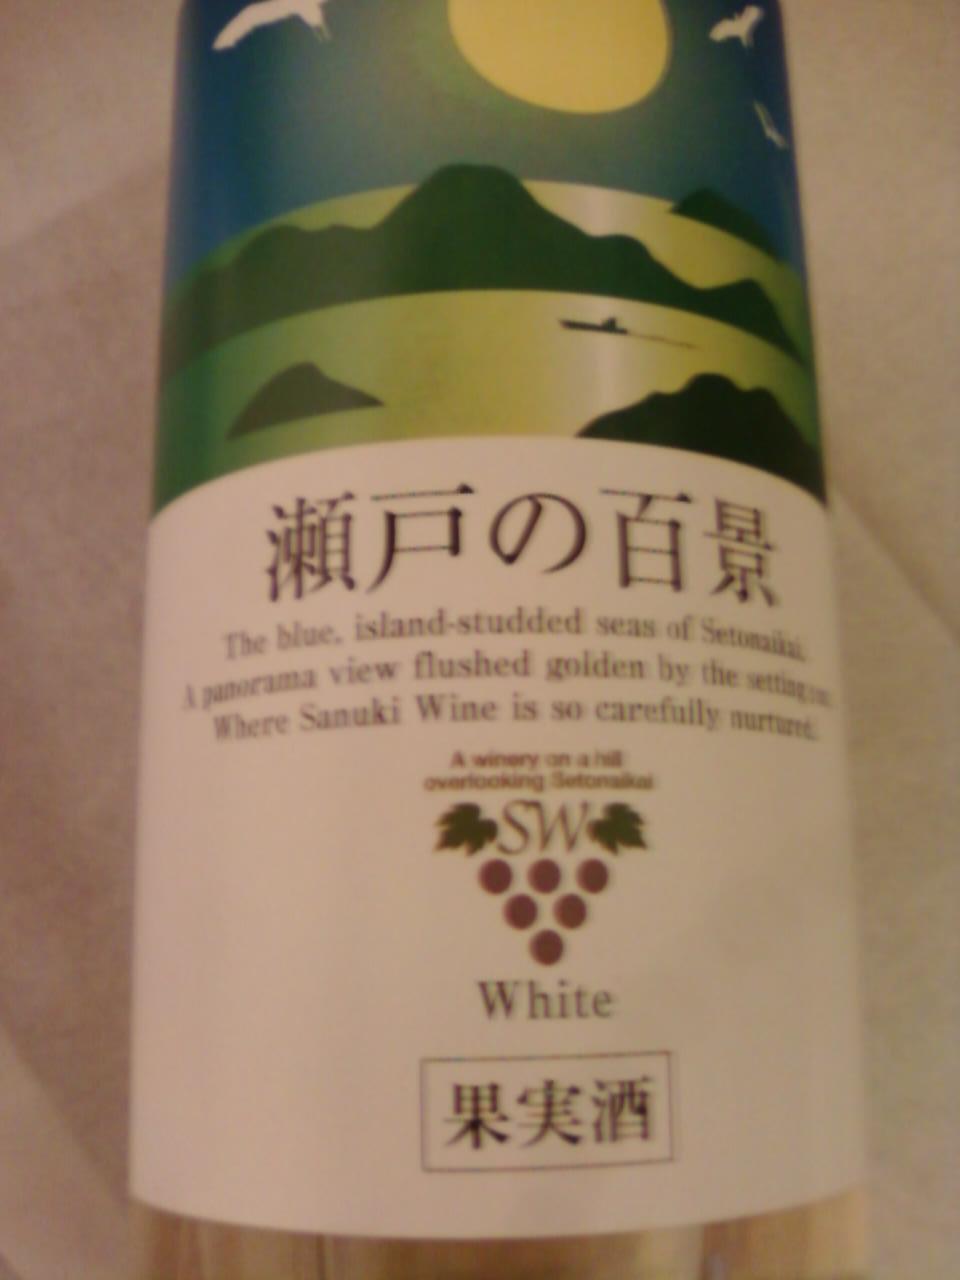 瀬戸の百景
The blue, island-studded seas of Setonaikai.
A panorama view flushed golden by the setting
Where Sanuki Wine is so carefully nurtured.
A winery on a hill
overlooking Setonaikai
SW
White
果実酒